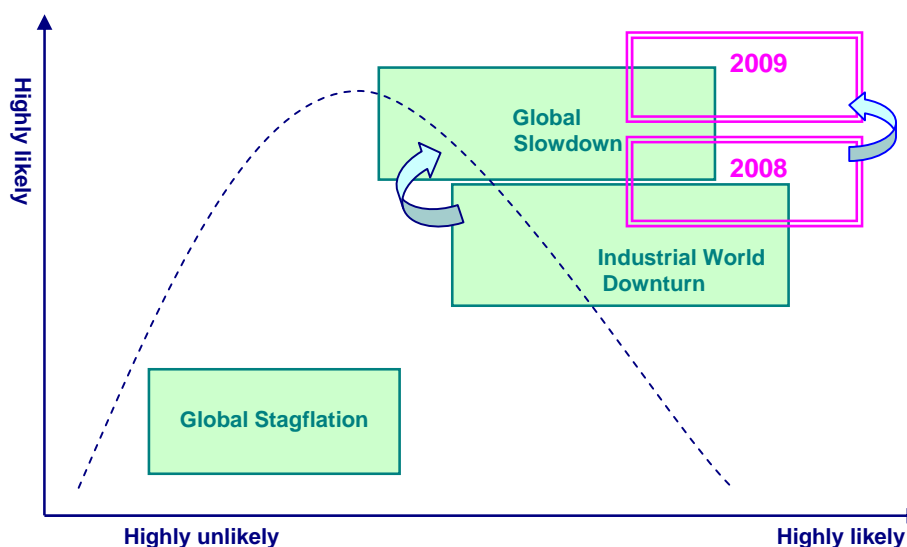 Highly likely
2009
Global
Slowdown
2008
Industrial World
Downturn
Global Stagflation
Highly unlikely
Highly likely